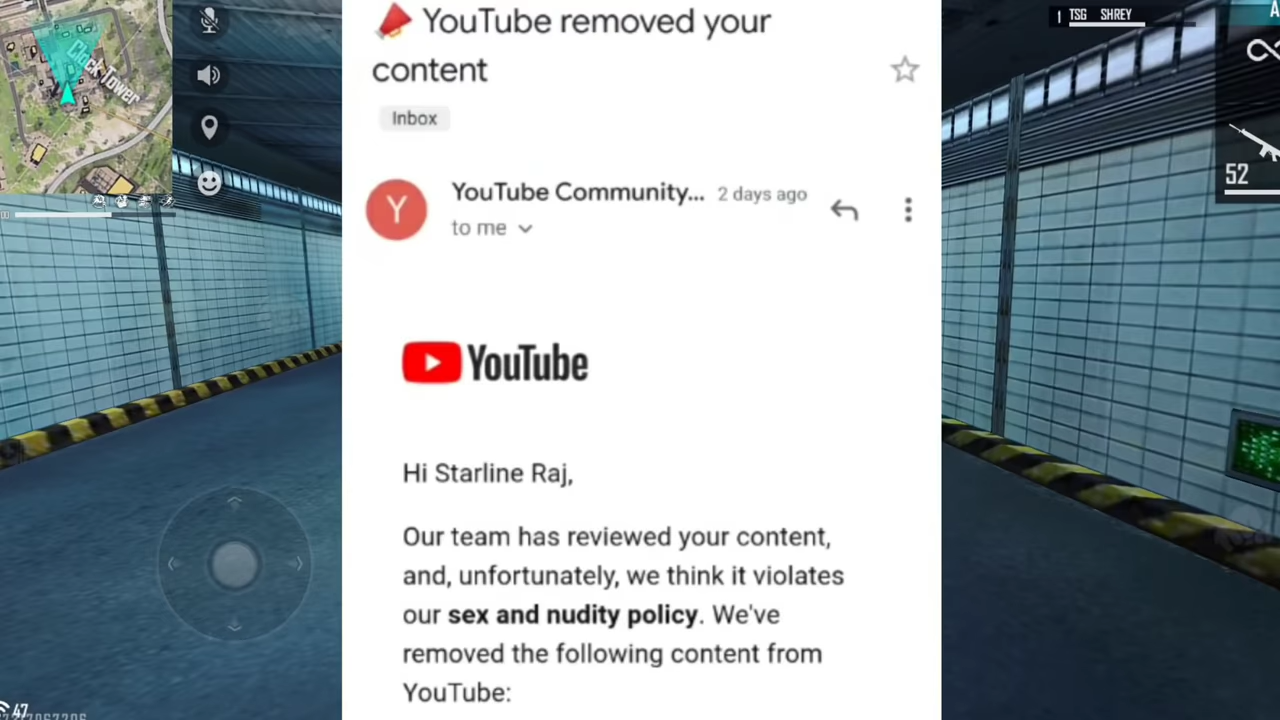 YouTube removed your
content
Inbox
Y
YouTube Community... 2 days ago
to me
YouTube
Hi Starline Raj,
Our team has reviewed your content,
and, unfortunately, we think it violates
our sex and nudity policy. We've
removed the following content from
YouTube:
Clock Tower
47
1 TSG SHREY
A
52